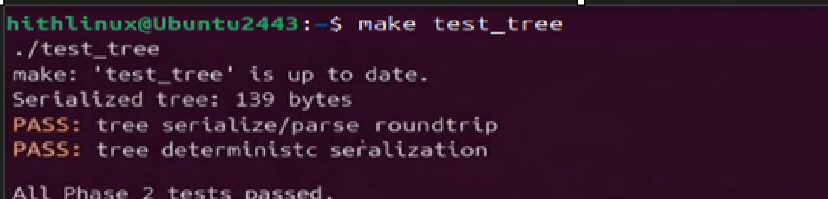 hithlinux@Ubuntu2443:~$ make test_tree
./test_tree
make: 'test_tree' is up to date.
Serialized tree: 139 bytes
PASS: tree serialize/parse roundtrip
PASS: tree deterministc seralization
All Phase 2 tests passed.